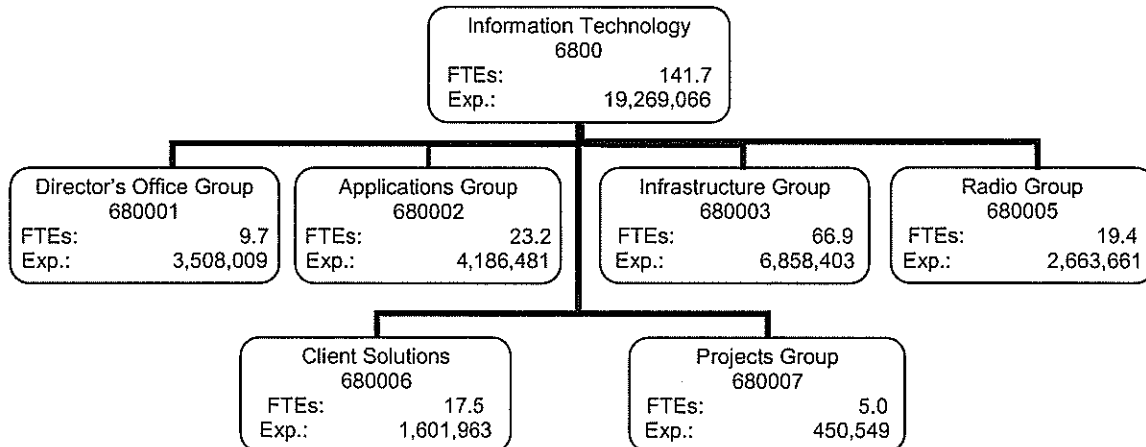 Information Technology
6800
FTEs: 141.7
Exp.: 19,269,066
Director's Office Group
680001
FTEs: 9.7
Exp.: 3,508,009
Applications Group
680002
FTEs: 23.2
Exp.: 4,186,481
Infrastructure Group
680003
FTEs: 66.9
Exp.: 6,858,403
Radio Group
680005
FTEs: 19.4
Exp.: 2,663,661
Client Solutions
680006
FTEs: 17.5
Exp.: 1,601,963
Projects Group
680007
FTEs: 5.0
Exp.: 450,549